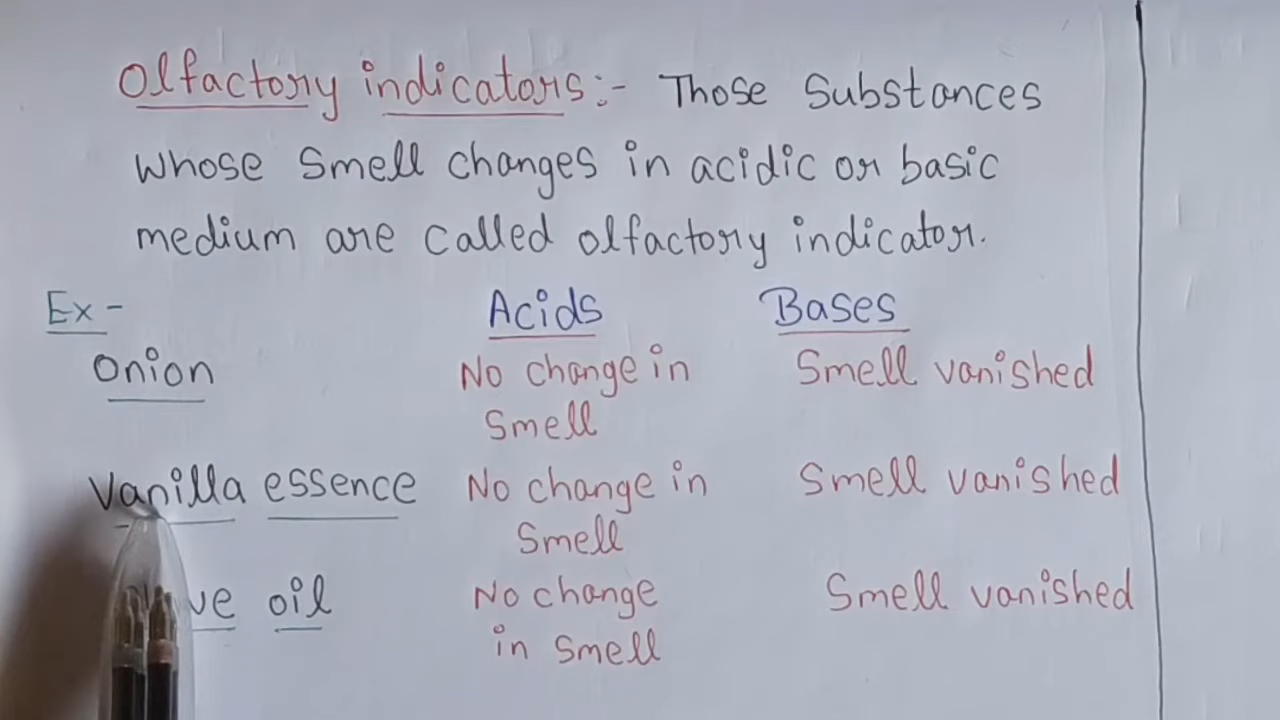 Olfactory indicators:- Those Substances
whose smell changes in acidic or basic
medium are called olfactory indicator.
Ex - Acids Bases
Onion No change in Smell vanished
Smell
Vanilla essence No change in Smell vanished
Smell
oil No change Smell vanished
in smell